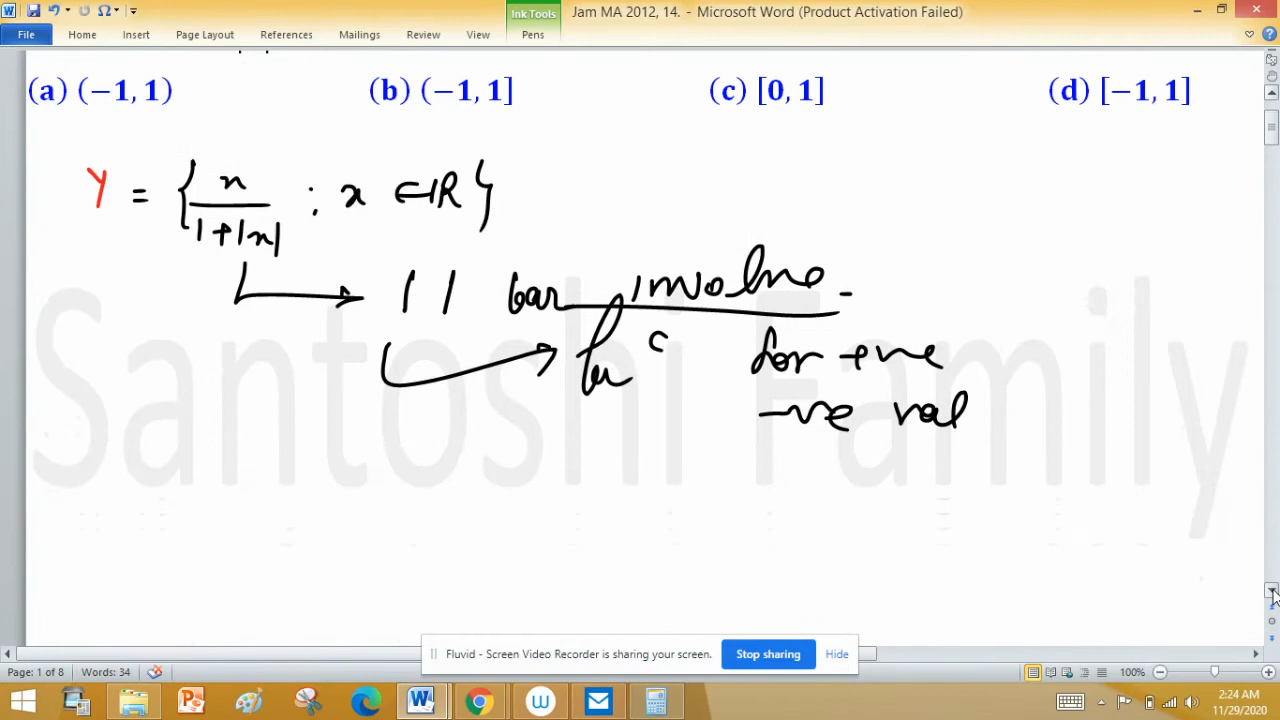 Ink Tools
Jam MA 2012, 14. - Microsoft Word (Product Activation Failed)
File Home Insert Page Layout References Mailings Review View Pens
(a) (−1, 1) (b) (−1, 1] (c) [0, 1] (d) [−1, 1]
Y = { x / 1+|x| : x ∈ R }
| | bar involve.
for +ve
-ve val
Santoshi Family
Fluvid - Screen Video Recorder is sharing your screen. Stop sharing Hide
Page: 1 of 8 Words: 34 100%
2:24 AM
11/29/2020